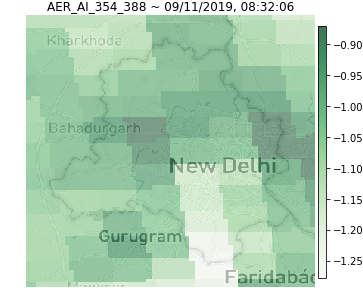 AER_AI_354_388 ~ 09/11/2019, 08:32:06
Kharkhoda
−0.90
−0.95
−1.00
Bahadurgarh
−1.05
−1.10
New Delhi
−1.15
Gurugram
−1.20
−1.25
Faridabad